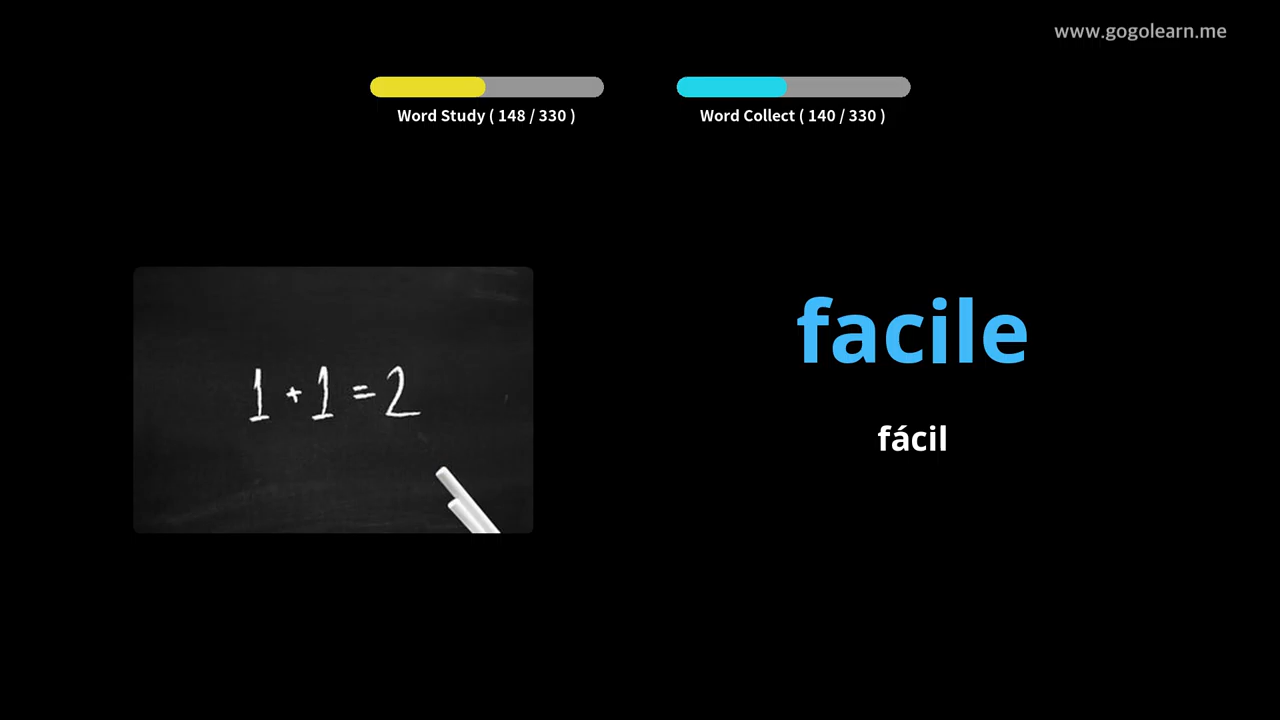 www.gogolearn.me
Word Study ( 148 / 330 )
Word Collect ( 140 / 330 )
1 + 1 = 2
facile
fácil